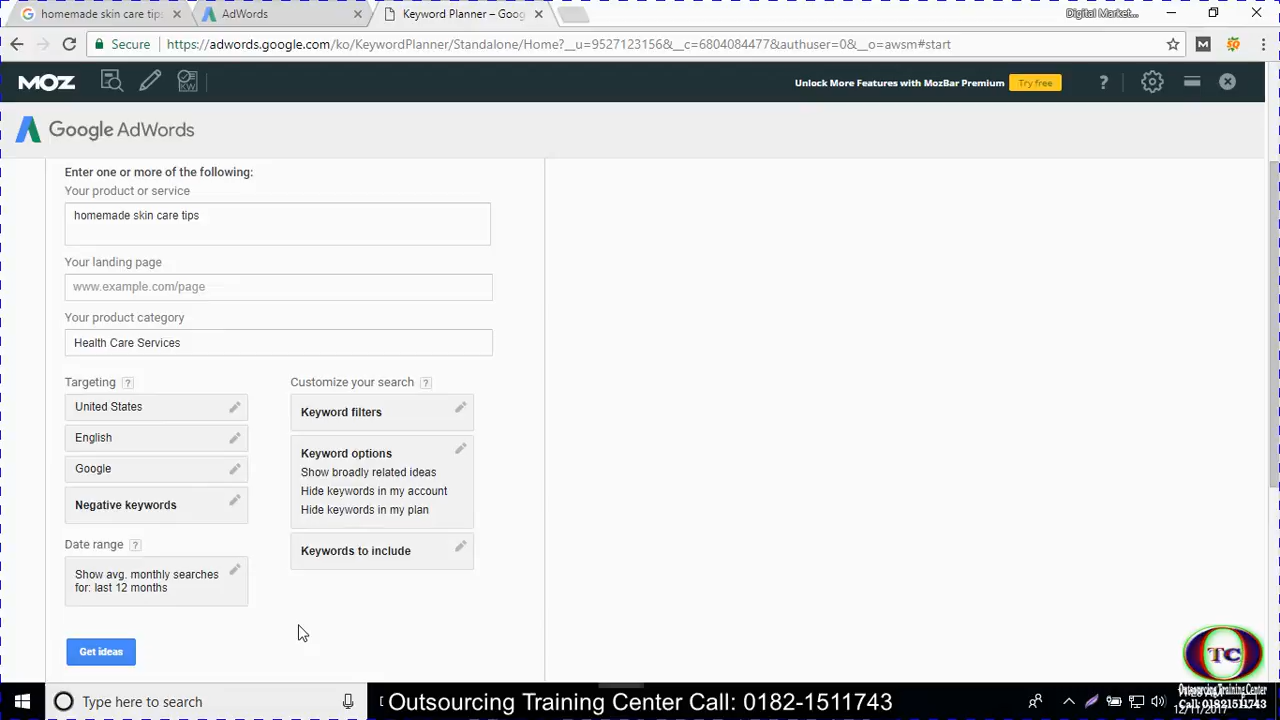 homemade skin care tip
AdWords
Keyword Planner – Goog
Digital Market...
Secure
https://adwords.google.com/ko/KeywordPlanner/Standalone/Home?__u=9527123156&__c=6804084477&authuser=0&__o=awsm#start
M
MOZ
KW
Unlock More Features with MozBar Premium
Try free
?
Google AdWords
Enter one or more of the following:
Your product or service
homemade skin care tips
Your landing page
www.example.com/page
Your product category
Health Care Services
Targeting ?
United States
English
Google
Negative keywords
Date range ?
Show avg. monthly searches
for: last 12 months
Customize your search ?
Keyword filters
Keyword options
Show broadly related ideas
Hide keywords in my account
Hide keywords in my plan
Keywords to include
Get ideas
TC
Outsourcing Training Center
Call: 01821511743
Type here to search
Outsourcing Training Center Call: 0182-1511743